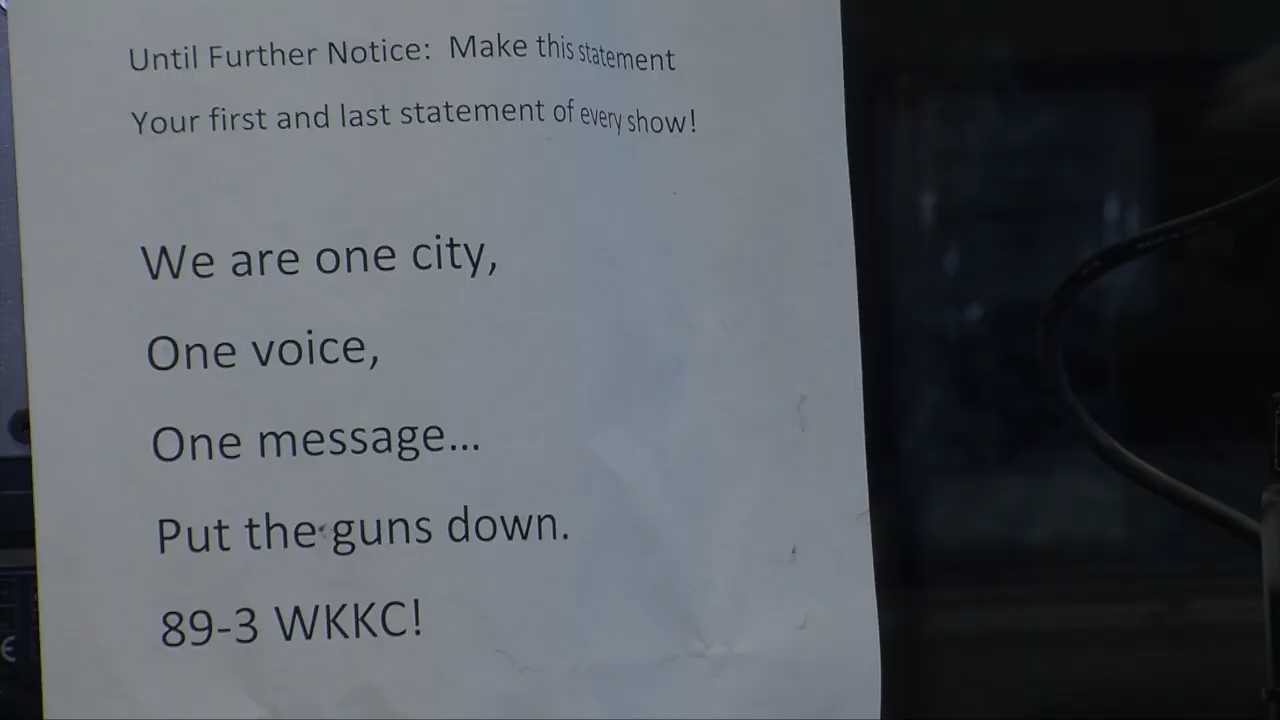 Until Further Notice: Make this statement
Your first and last statement of every show!
We are one city,
One voice,
One message...
Put the guns down.
89-3 WKKC!
CE